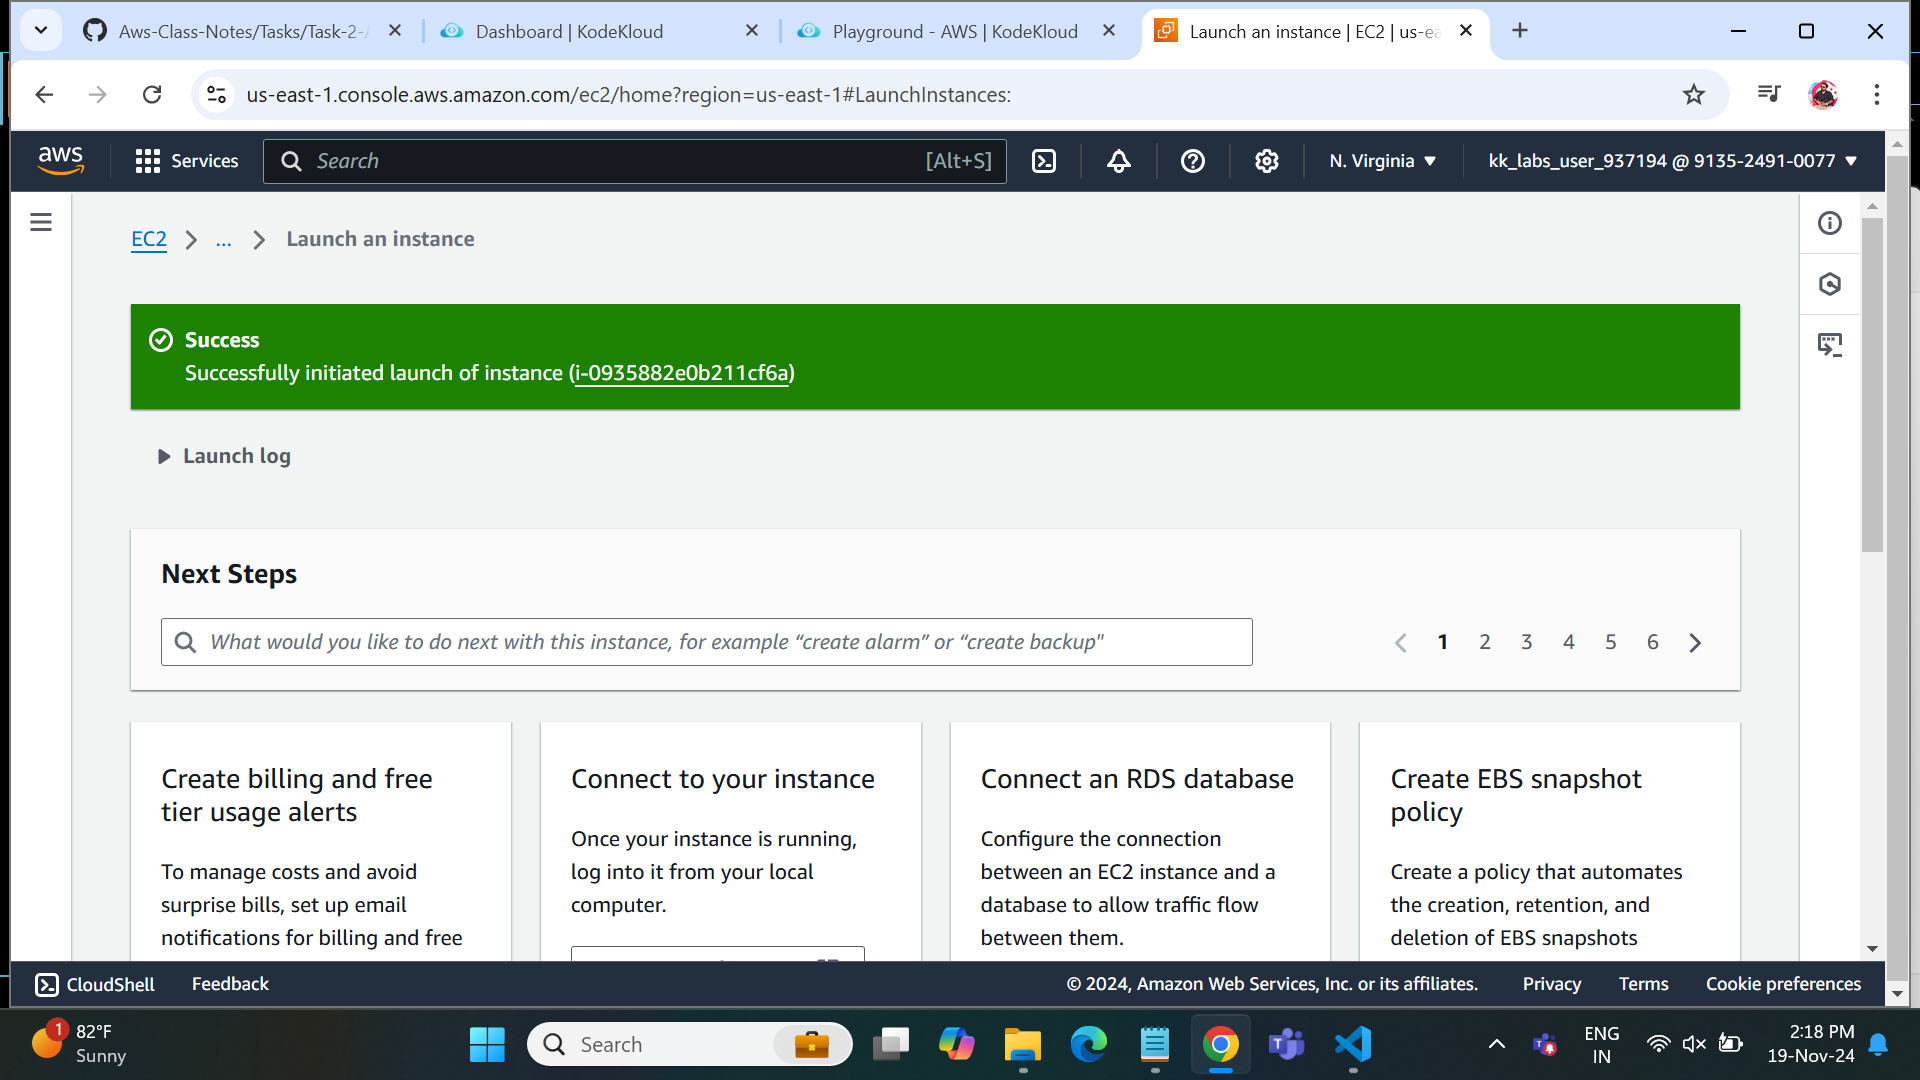 Aws-Class-Notes/Tasks/Task-2-A
Dashboard | KodeKloud
Playground - AWS | KodeKloud
Launch an instance | EC2 | us-ea
us-east-1.console.aws.amazon.com/ec2/home?region=us-east-1#LaunchInstances:
aws
Services
Search
[Alt+S]
N. Virginia
kk_labs_user_937194 @ 9135-2491-0077
EC2
...
Launch an instance
Success
Successfully initiated launch of instance (i-0935882e0b211cf6a)
Launch log
Next Steps
What would you like to do next with this instance, for example “create alarm” or “create backup"
1 2 3 4 5 6
Create billing and free
tier usage alerts
To manage costs and avoid
surprise bills, set up email
notifications for billing and free
Connect to your instance
Once your instance is running,
log into it from your local
computer.
Connect an RDS database
Configure the connection
between an EC2 instance and a
database to allow traffic flow
between them.
Create EBS snapshot
policy
Create a policy that automates
the creation, retention, and
deletion of EBS snapshots
CloudShell
Feedback
© 2024, Amazon Web Services, Inc. or its affiliates.
Privacy
Terms
Cookie preferences
1
82°F
Sunny
Search
ENG
IN
2:18 PM
19-Nov-24